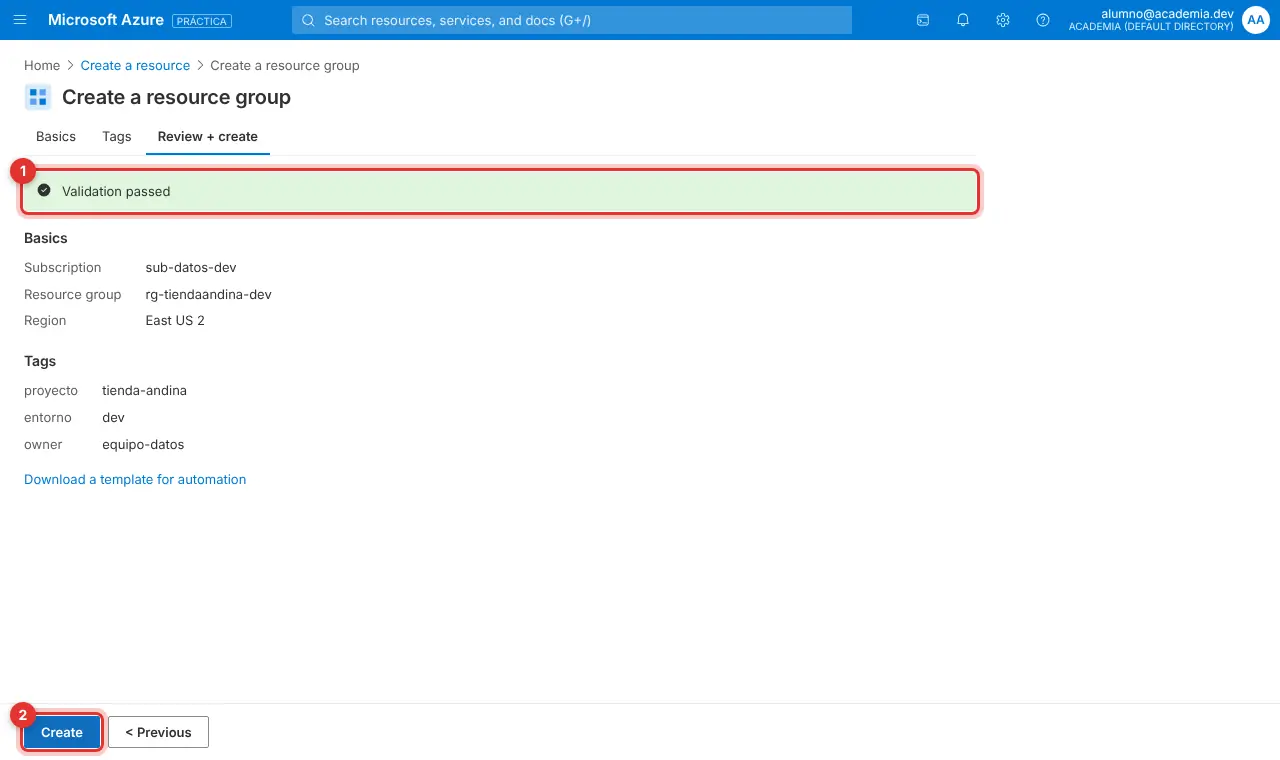 Microsoft Azure PRÁCTICA
Search resources, services, and docs (G+/)
alumno@academia.dev
ACADEMIA (DEFAULT DIRECTORY)
AA
Home > Create a resource > Create a resource group
Create a resource group
Basics Tags Review + create
1
Validation passed
Basics
Subscription sub-datos-dev
Resource group rg-tiendaandina-dev
Region East US 2
Tags
proyecto tienda-andina
entorno dev
owner equipo-datos
Download a template for automation
2
Create < Previous